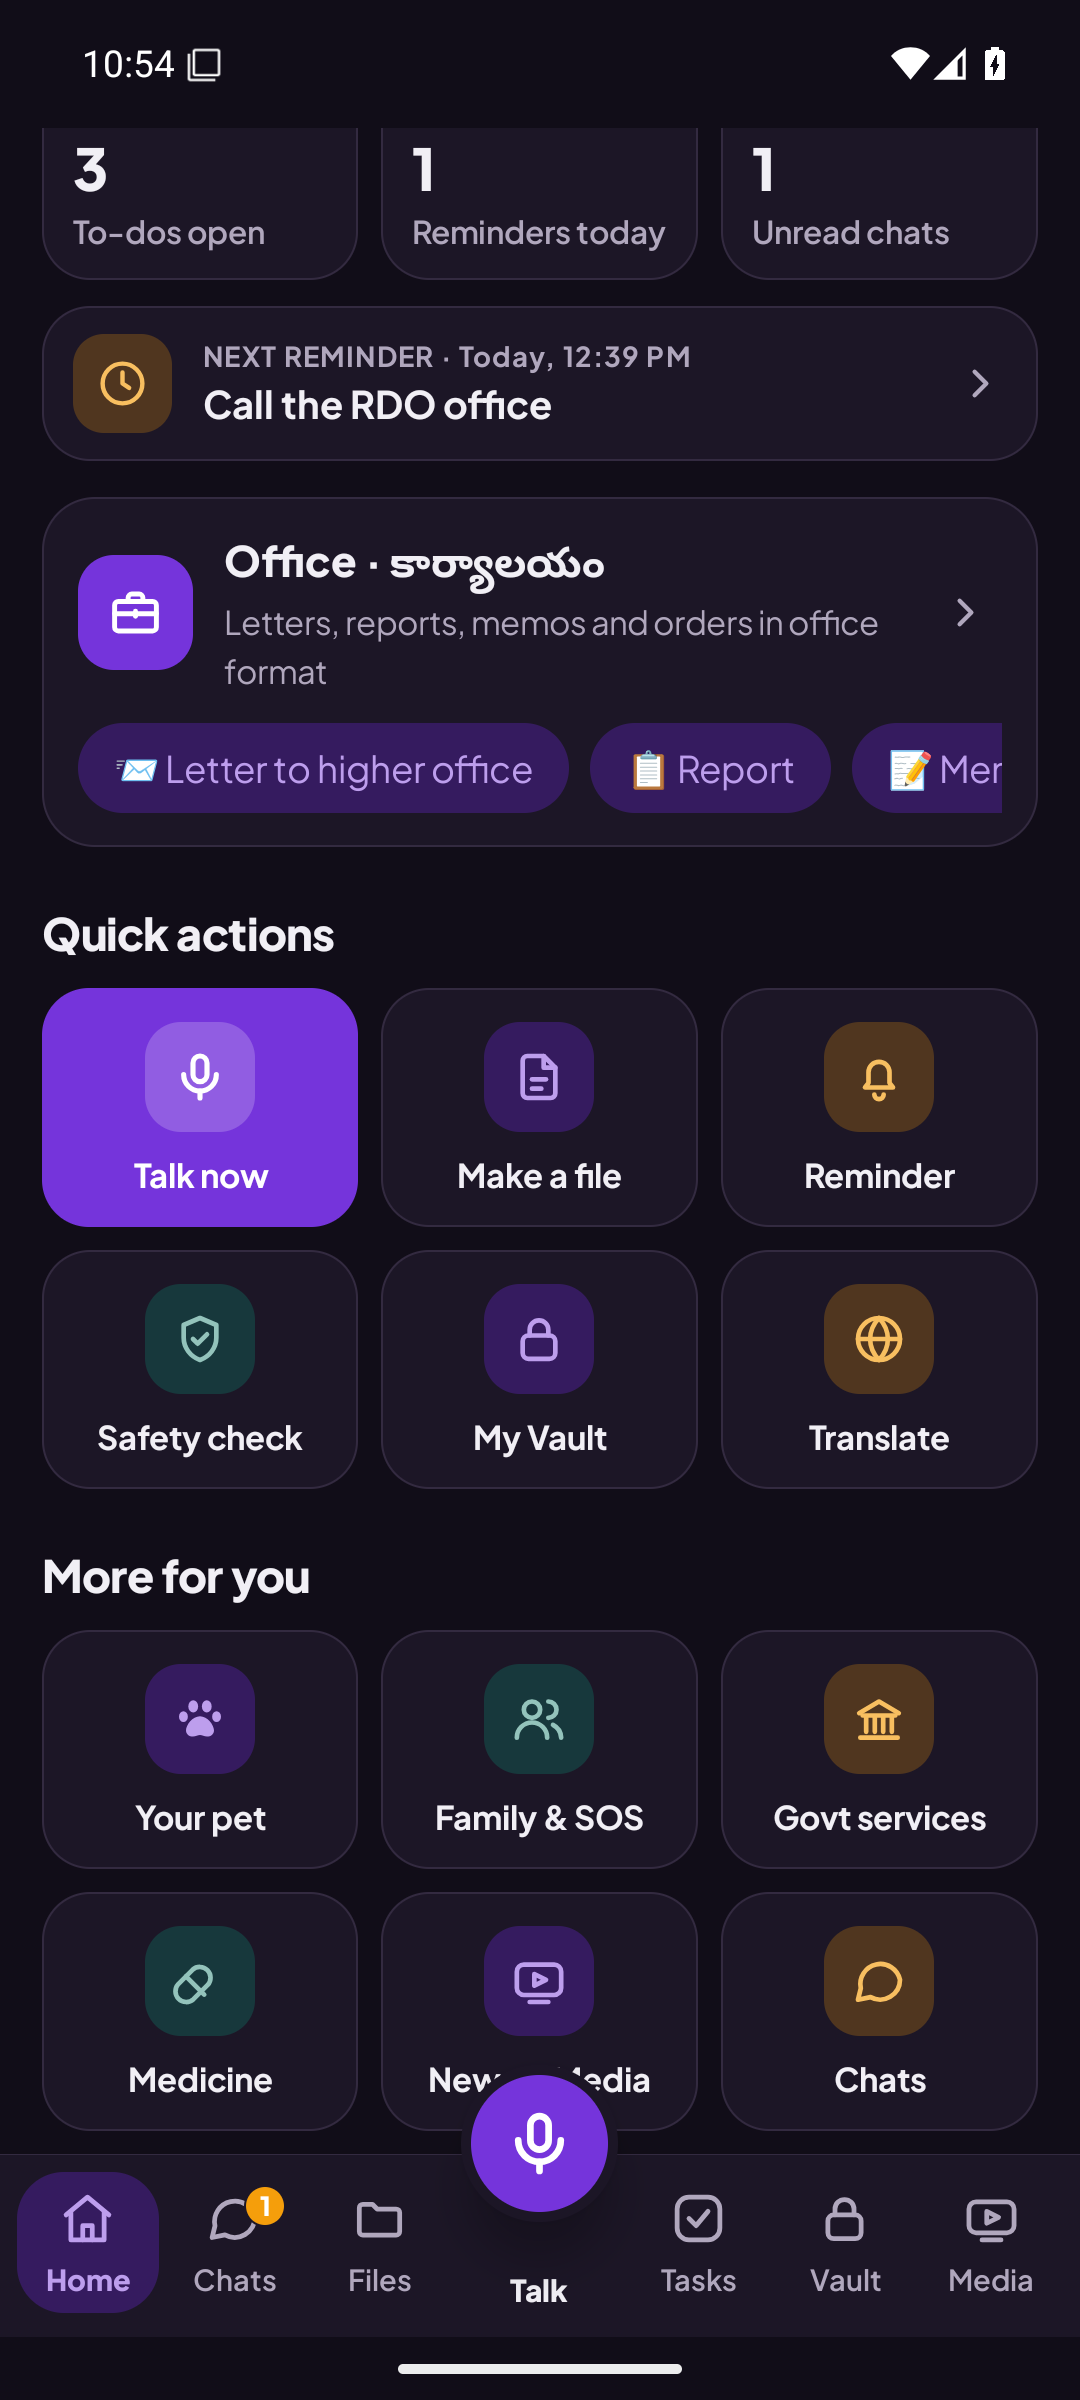 10:54
3
To-dos open
1
Reminders today
1
Unread chats
NEXT REMINDER · Today, 12:39 PM
Call the RDO office
Office · కార్యాలయం
Letters, reports, memos and orders in office
format
Letter to higher office
Report
Quick actions
Talk now
Make a file
Reminder
Safety check
My Vault
Translate
More for you
Your pet
Family & SOS
Govt services
Medicine
Chats
Home
1
Chats
Files
Talk
Tasks
Vault
Media